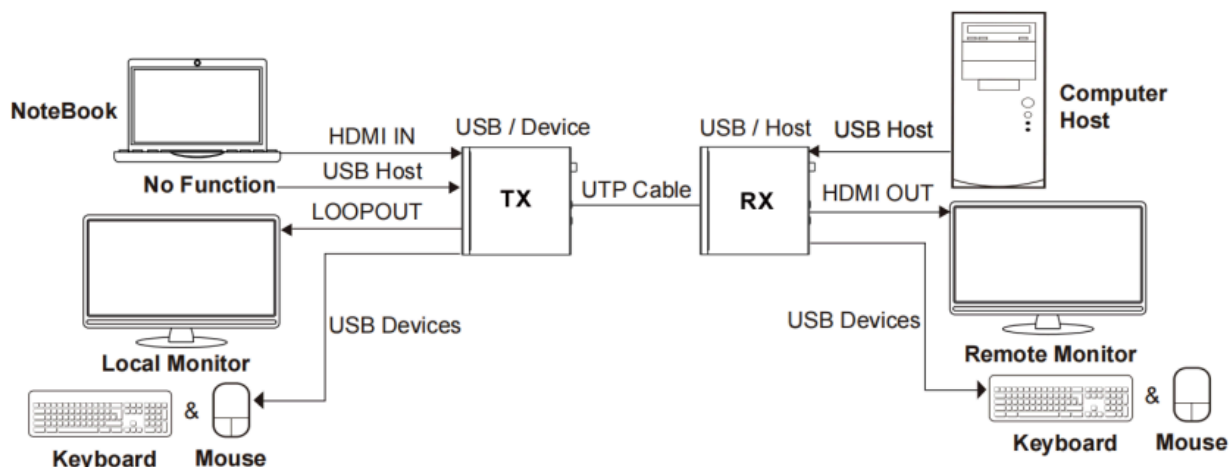 NoteBook
HDMI IN
No Function
USB Host
LOOPOUT
USB / Device
TX
UTP Cable
USB / Host
RX
USB Host
Computer
Host
HDMI OUT
USB Devices
Local Monitor
&
Keyboard
Mouse
USB Devices
Remote Monitor
&
Keyboard
Mouse